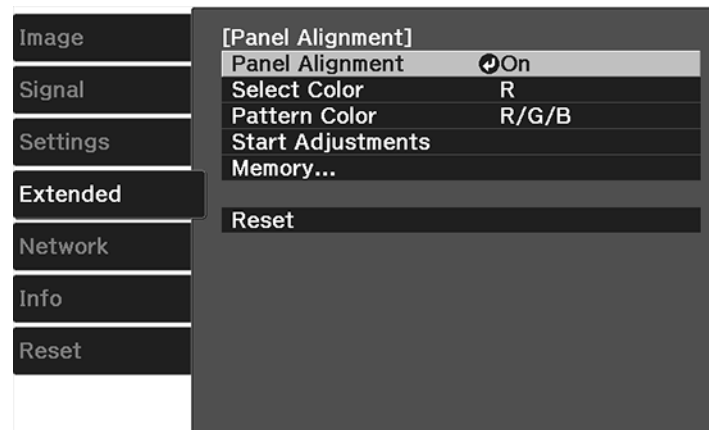 Image
Signal
Settings
Extended
Network
Info
Reset
[Panel Alignment]
Panel Alignment On
Select Color R
Pattern Color R/G/B
Start Adjustments
Memory...
Reset